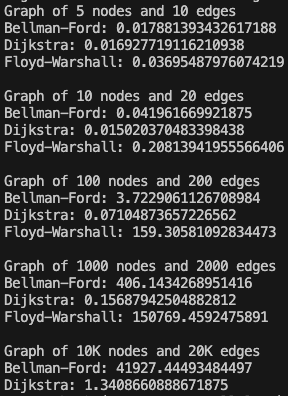 Graph of 5 nodes and 10 edges
Bellman-Ford: 0.017881393432617188
Dijkstra: 0.016927719116210938
Floyd-Warshall: 0.03695487976074219
Graph of 10 nodes and 20 edges
Bellman-Ford: 0.041961669921875
Dijkstra: 0.015020370483398438
Floyd-Warshall: 0.20813941955566406
Graph of 100 nodes and 200 edges
Bellman-Ford: 3.7229061126708984
Dijkstra: 0.07104873657226562
Floyd-Warshall: 159.30581092834473
Graph of 1000 nodes and 2000 edges
Bellman-Ford: 406.1434268951416
Dijkstra: 0.15687942504882812
Floyd-Warshall: 150769.4592475891
Graph of 10K nodes and 20K edges
Bellman-Ford: 41927.44493484497
Dijkstra: 1.3408660888671875